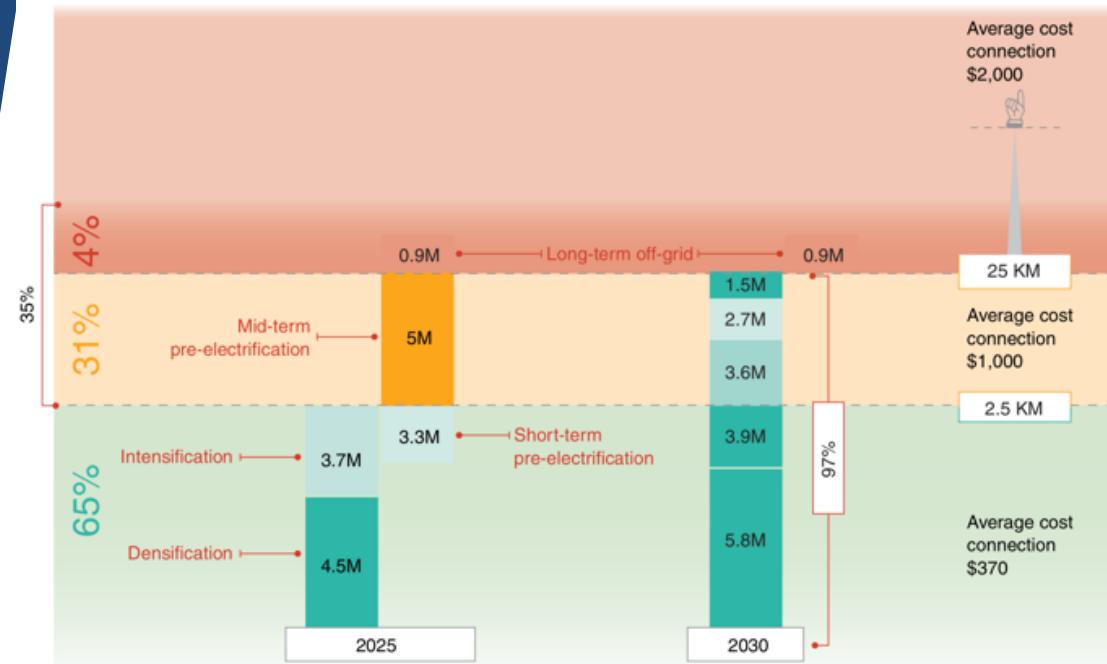 Average cost
connection
$2,000
4%
0.9M
Long-term off-grid
0.9M
25 KM
35%
31%
Mid-term
pre-electrification
5M
1.5M
2.7M
3.6M
Average cost
connection
$1,000
2.5 KM
65%
Intensification
3.7M
3.3M
Short-term
pre-electrification
3.9M
97%
Densification
4.5M
5.8M
Average cost
connection
$370
2025
2030